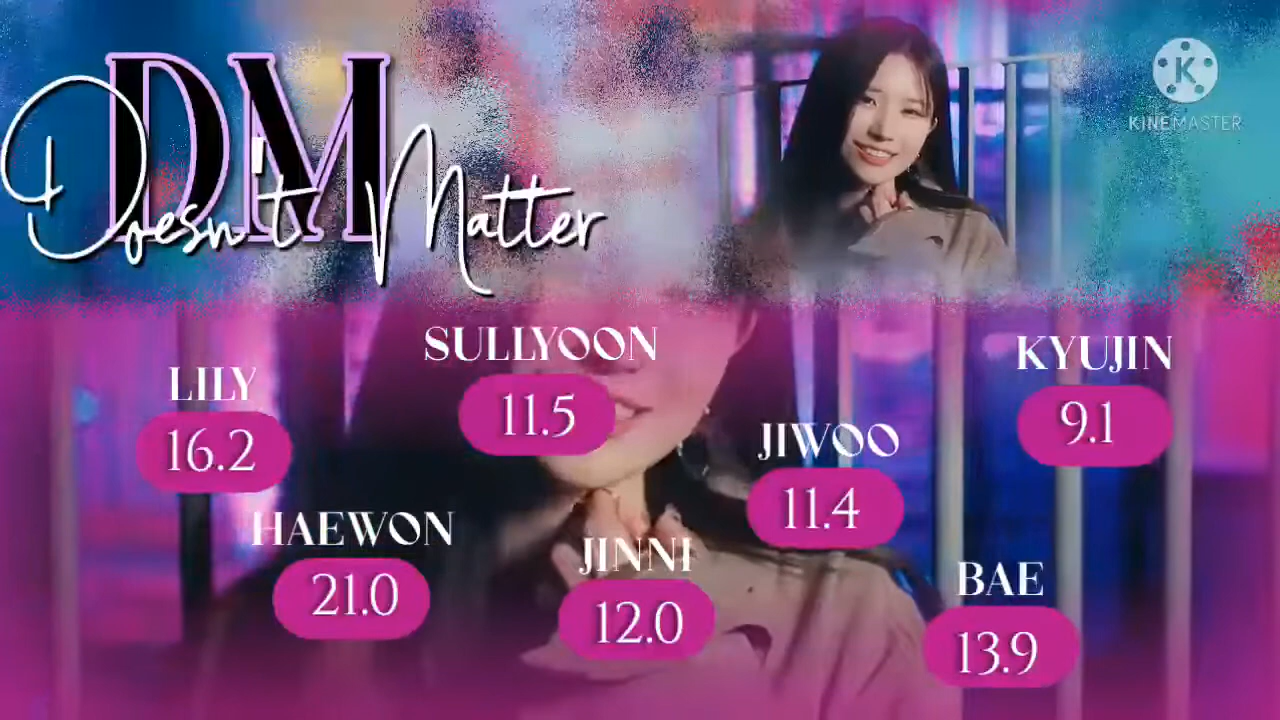 DM
Doesn't Matter
KINEMASTER
SULLYOON
11.5
KYUJIN
9.1
LILY
16.2
JIWOO
11.4
HAEWON
21.0
JINNI
12.0
BAE
13.9